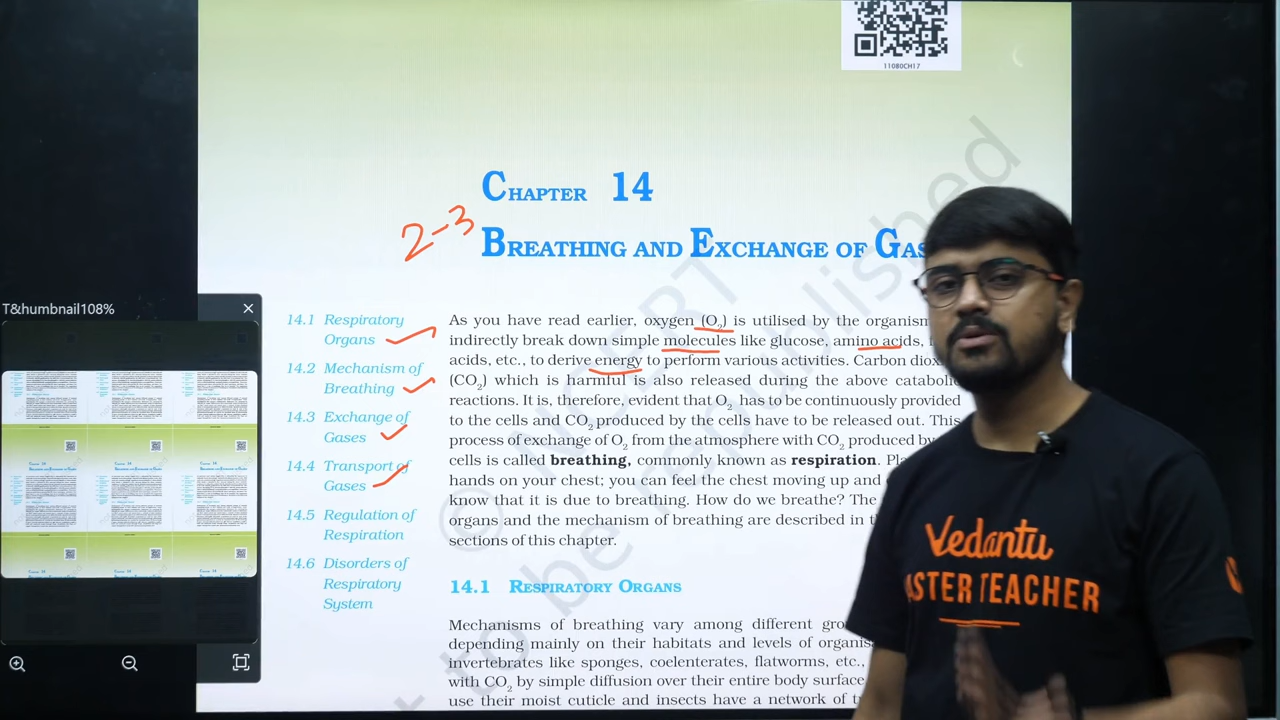 11080CH17
CHAPTER 14
2-3
BREATHING AND EXCHANGE OF GAS
T&humbnail108%
14.1 Respiratory
Organs
14.2 Mechanism of
Breathing
14.3 Exchange of
Gases
14.4 Transport of
Gases
14.5 Regulation of
Respiration
14.6 Disorders of
Respiratory
System
As you have read earlier, oxygen (O2) is utilised by the organism
indirectly break down simple molecules like glucose, amino acids,
acids, etc., to derive energy to perform various activities. Carbon
(CO2) which is harmful is also released during the above catabolic
reactions. It is, therefore, evident that O2 has to be continuously provided
to the cells and CO2 produced by the cells have to be released out. This
process of exchange of O2 from the atmosphere with CO2 produced by
cells is called breathing, commonly known as respiration.
hands on your chest; you can feel the chest moving up and
know that it is due to breathing. How do we breathe? The
organs and the mechanism of breathing are described in
sections of this chapter.
14.1 RESPIRATORY ORGANS
Mechanisms of breathing vary among different
depending mainly on their habitats and levels of
invertebrates like sponges, coelenterates, flatworms, etc.,
with CO2 by simple diffusion over their entire body surface
use their moist cuticle and insects have a network of
Vedantu
ASTER TEACHER